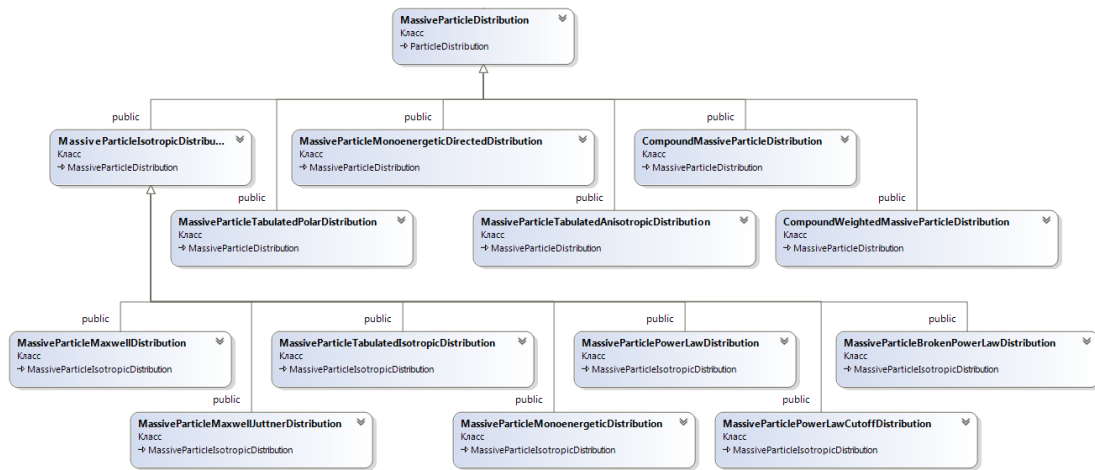 MassiveParticleDistribution
Класс
ParticleDistribution
public
public
public
MassiveParticleIsotropicDistribu...
Класс
MassiveParticleDistribution
MassiveParticleMonoenergeticDirectedDistribution
Класс
MassiveParticleDistribution
CompoundMassiveParticleDistribution
Класс
MassiveParticleDistribution
public
public
public
MassiveParticleTabulatedPolarDistribution
Класс
MassiveParticleDistribution
MassiveParticleTabulatedAnisotropicDistribution
Класс
MassiveParticleDistribution
CompoundWeightedMassiveParticleDistribution
Класс
MassiveParticleDistribution
public
public
public
public
MassiveParticleMaxwellDistribution
Класс
MassiveParticleIsotropicDistribution
MassiveParticleTabulatedIsotropicDistribution
Класс
MassiveParticleIsotropicDistribution
MassiveParticlePowerLawDistribution
Класс
MassiveParticleIsotropicDistribution
MassiveParticleBrokenPowerLawDistribution
Класс
MassiveParticleIsotropicDistribution
public
public
public
MassiveParticleMaxwellJuttnerDistribution
Класс
MassiveParticleIsotropicDistribution
MassiveParticleMonoenergeticDistribution
Класс
MassiveParticleIsotropicDistribution
MassiveParticlePowerLawCutoffDistribution
Класс
MassiveParticleIsotropicDistribution